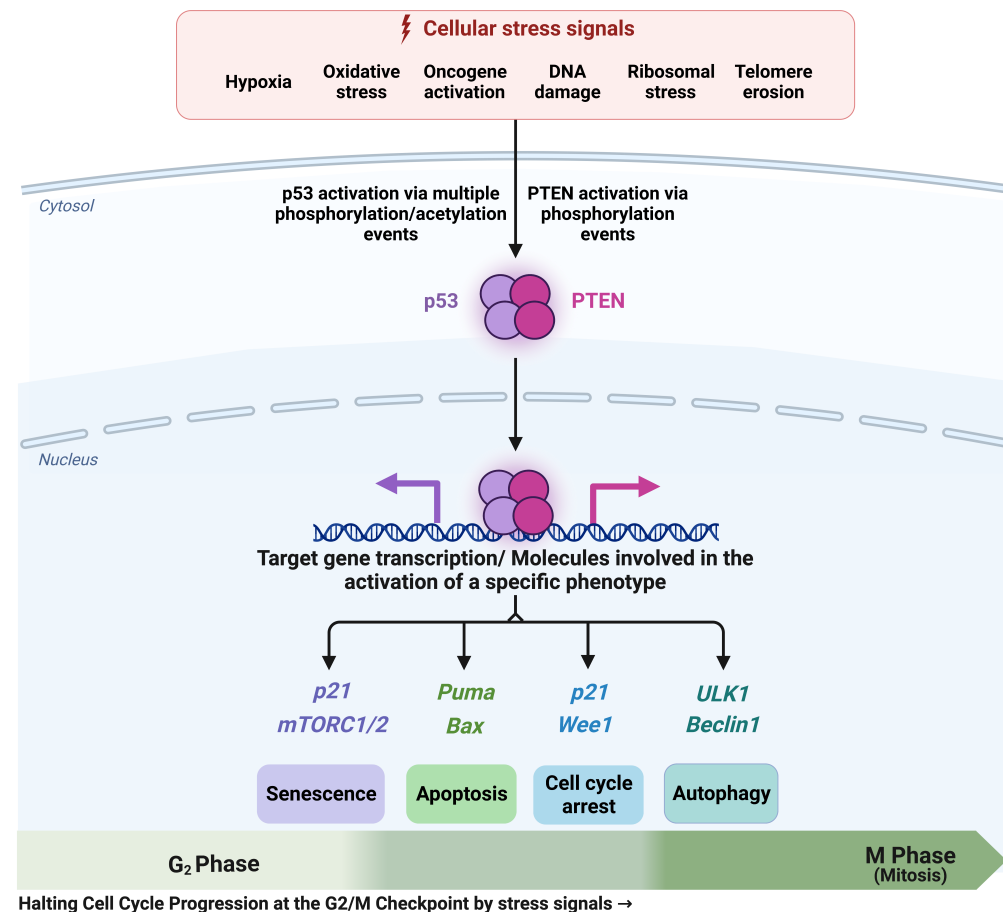 Cellular stress signals
Hypoxia
Oxidative
stress
Oncogene
activation
DNA
damage
Ribosomal
stress
Telomere
erosion
Cytosol
p53 activation via multiple
phosphorylation/acetylation
events
PTEN activation via
phosphorylation
events
p53
PTEN
Nucleus
Target gene transcription/ Molecules involved in the
activation of a specific phenotype
p21
mTORC1/2
Puma
Bax
p21
Wee1
ULK1
Beclin1
Senescence
Apoptosis
Cell cycle
arrest
Autophagy
G₂ Phase
M Phase
(Mitosis)
Halting Cell Cycle Progression at the G2/M Checkpoint by stress signals →